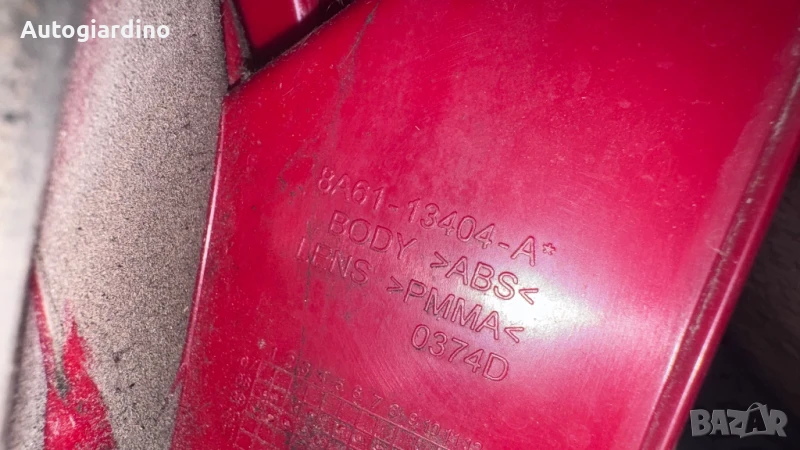 Autogiardino
8A61-13404-A*
BODY >ABS<
LENS >PMMA<
0374D
BAZAR